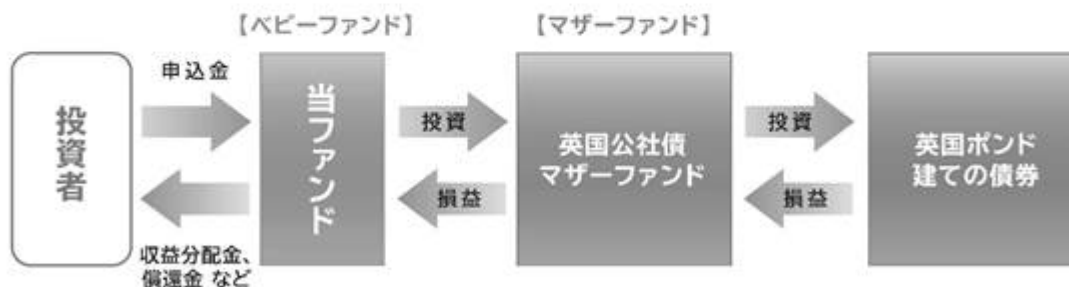 【ベビーファンド】
【マザーファンド】
投資者
申込金
収益分配金、
償還金 など
当ファンド
投資
損益
英国公社債
マザーファンド
投資
損益
英国ポンド
建ての債券